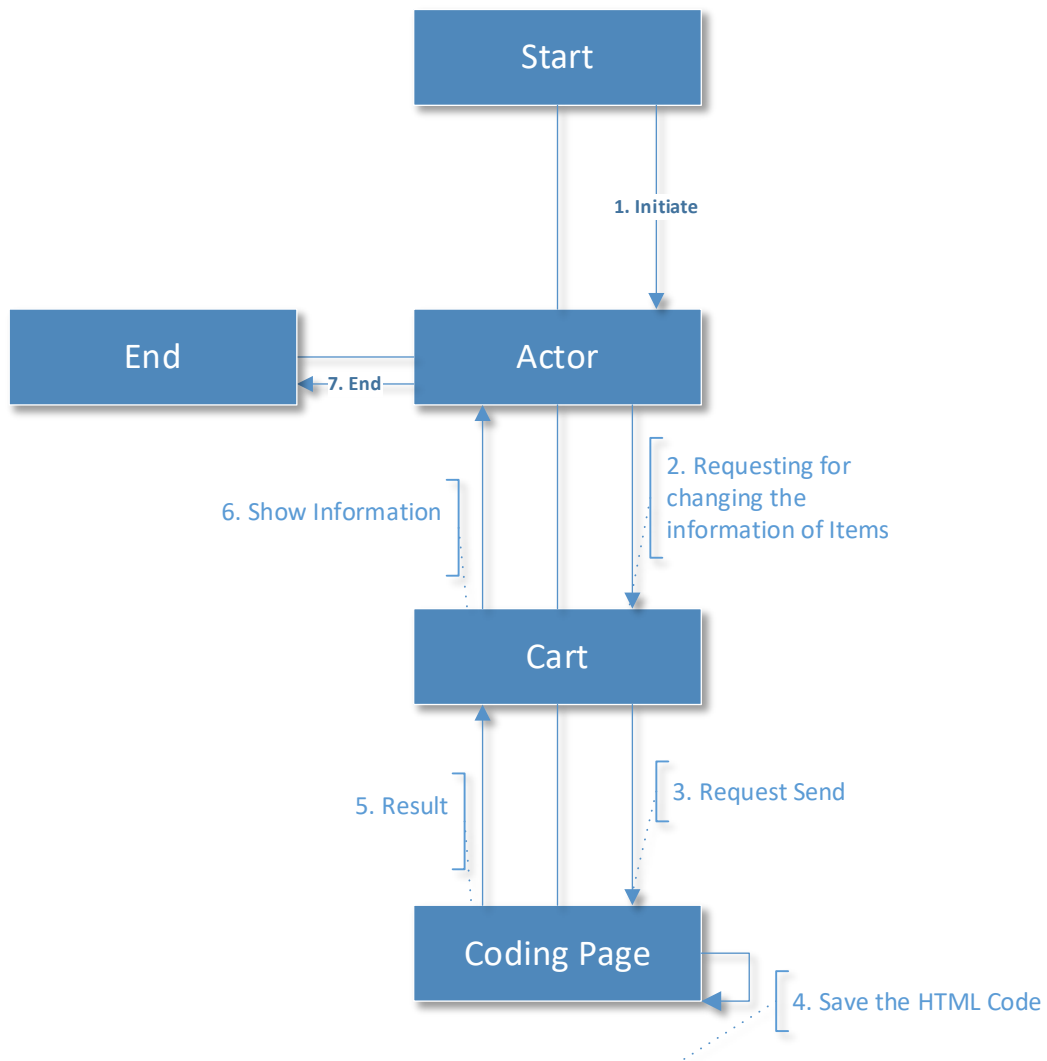 Start
1. Initiate
End
Actor
7. End
2. Requesting for
changing the
information of Items
6. Show Information
Cart
3. Request Send
5. Result
Coding Page
4. Save the HTML Code